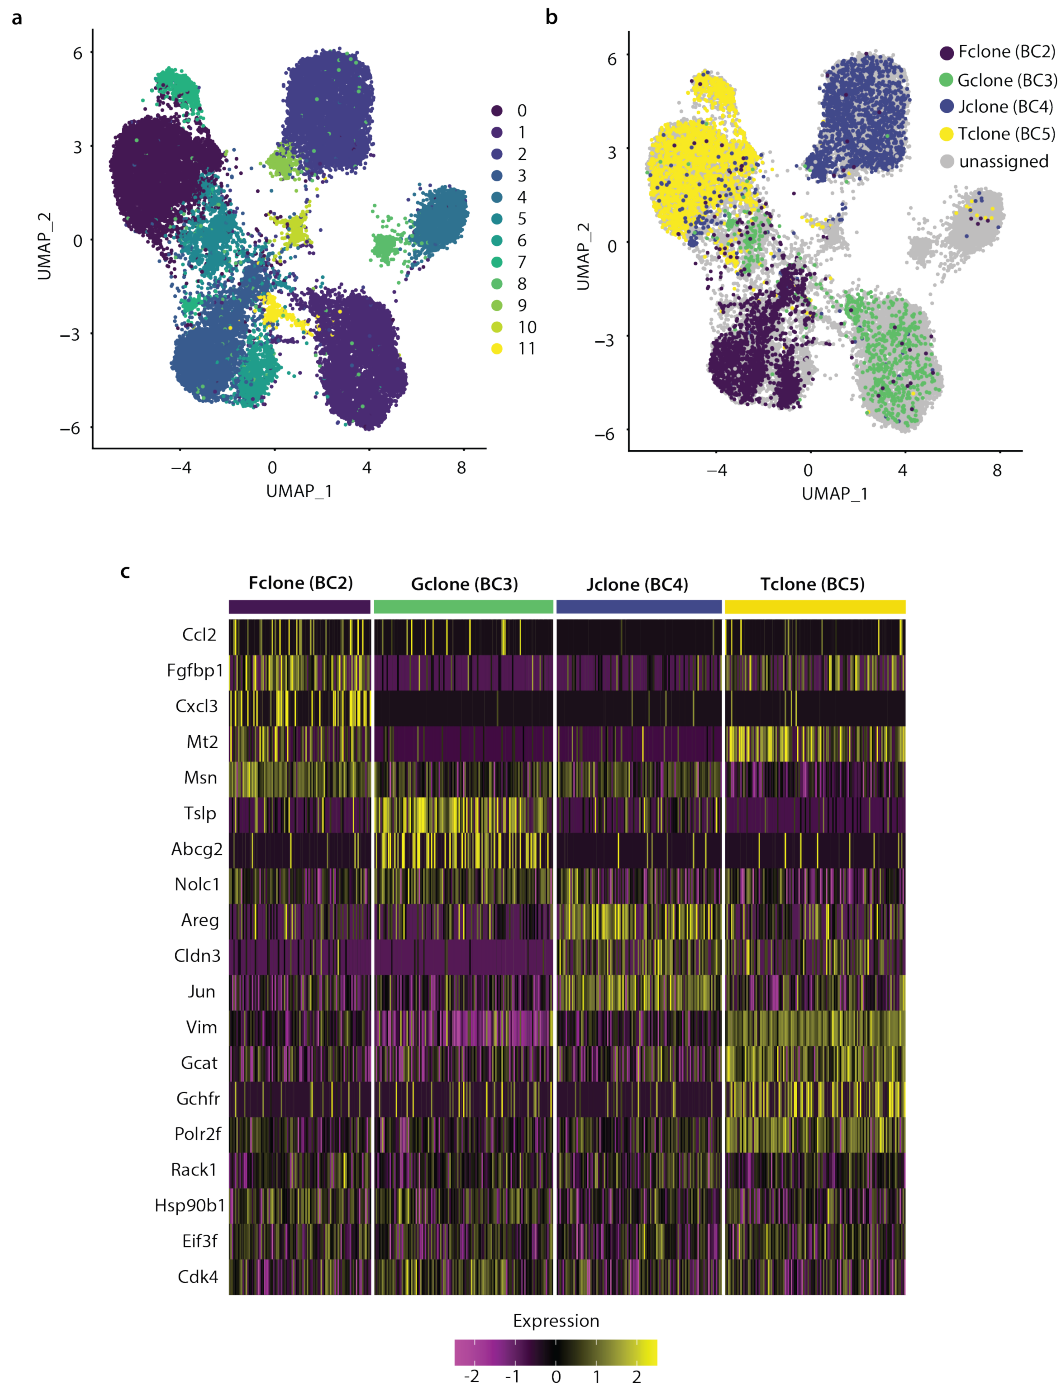 a
6
3
0
−3
−6
UMAP_2
−4
0
4
8
UMAP_1
0
1
2
3
4
5
6
7
8
9
10
11
b
6
3
0
−3
−6
UMAP_2
−4
0
4
8
UMAP_1
Fclone (BC2)
Gclone (BC3)
Jclone (BC4)
Tclone (BC5)
unassigned
c
Fclone (BC2) Gclone (BC3) Jclone (BC4) Tclone (BC5)
Ccl2
Fgfbp1
Cxcl3
Mt2
Msn
Tslp
Abcg2
Nolc1
Areg
Cldn3
Jun
Vim
Gcat
Gchfr
Polr2f
Rack1
Hsp90b1
Eif3f
Cdk4
Expression
-2 -1 0 1 2